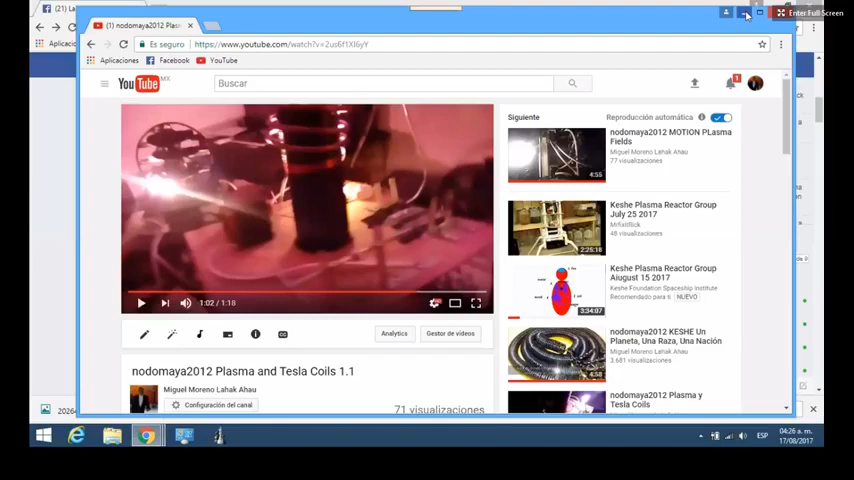 (21) La
Enter Full Screen
(1) nodomaya2012 Plasm
Es seguro
https://www.youtube.com/watch?v=2us6f1Xl6yY
Aplicacio
Aplicaciones
Facebook
YouTube
YouTube MX
Buscar
1
Siguiente
Reproducción automática
nodomaya2012 MOTION PLasma
Fields
Miguel Moreno Lahak Ahau
77 visualizaciones
4:55
Keshe Plasma Reactor Group
July 25 2017
MrfixitRick
48 visualizaciones
2:25:18
Keshe Plasma Reactor Group
Aiugust 15 2017
Keshe Foundation Spaceship Institute
Recomendado para ti
NUEVO
3:34:07
1:02 / 1:18
nodomaya2012 KESHE Un
Planeta, Una Raza, Una Nación
Miguel Moreno Lahak Ahau
3.681 visualizaciones
4:58
Analytics
Gestor de vídeos
nodomaya2012 Plasma and Tesla Coils 1.1
Miguel Moreno Lahak Ahau
Configuración del canal
71 visualizaciones
nodomaya2012 Plasma y
Tesla Coils
20264
ESP
04:26 a. m.
17/08/2017